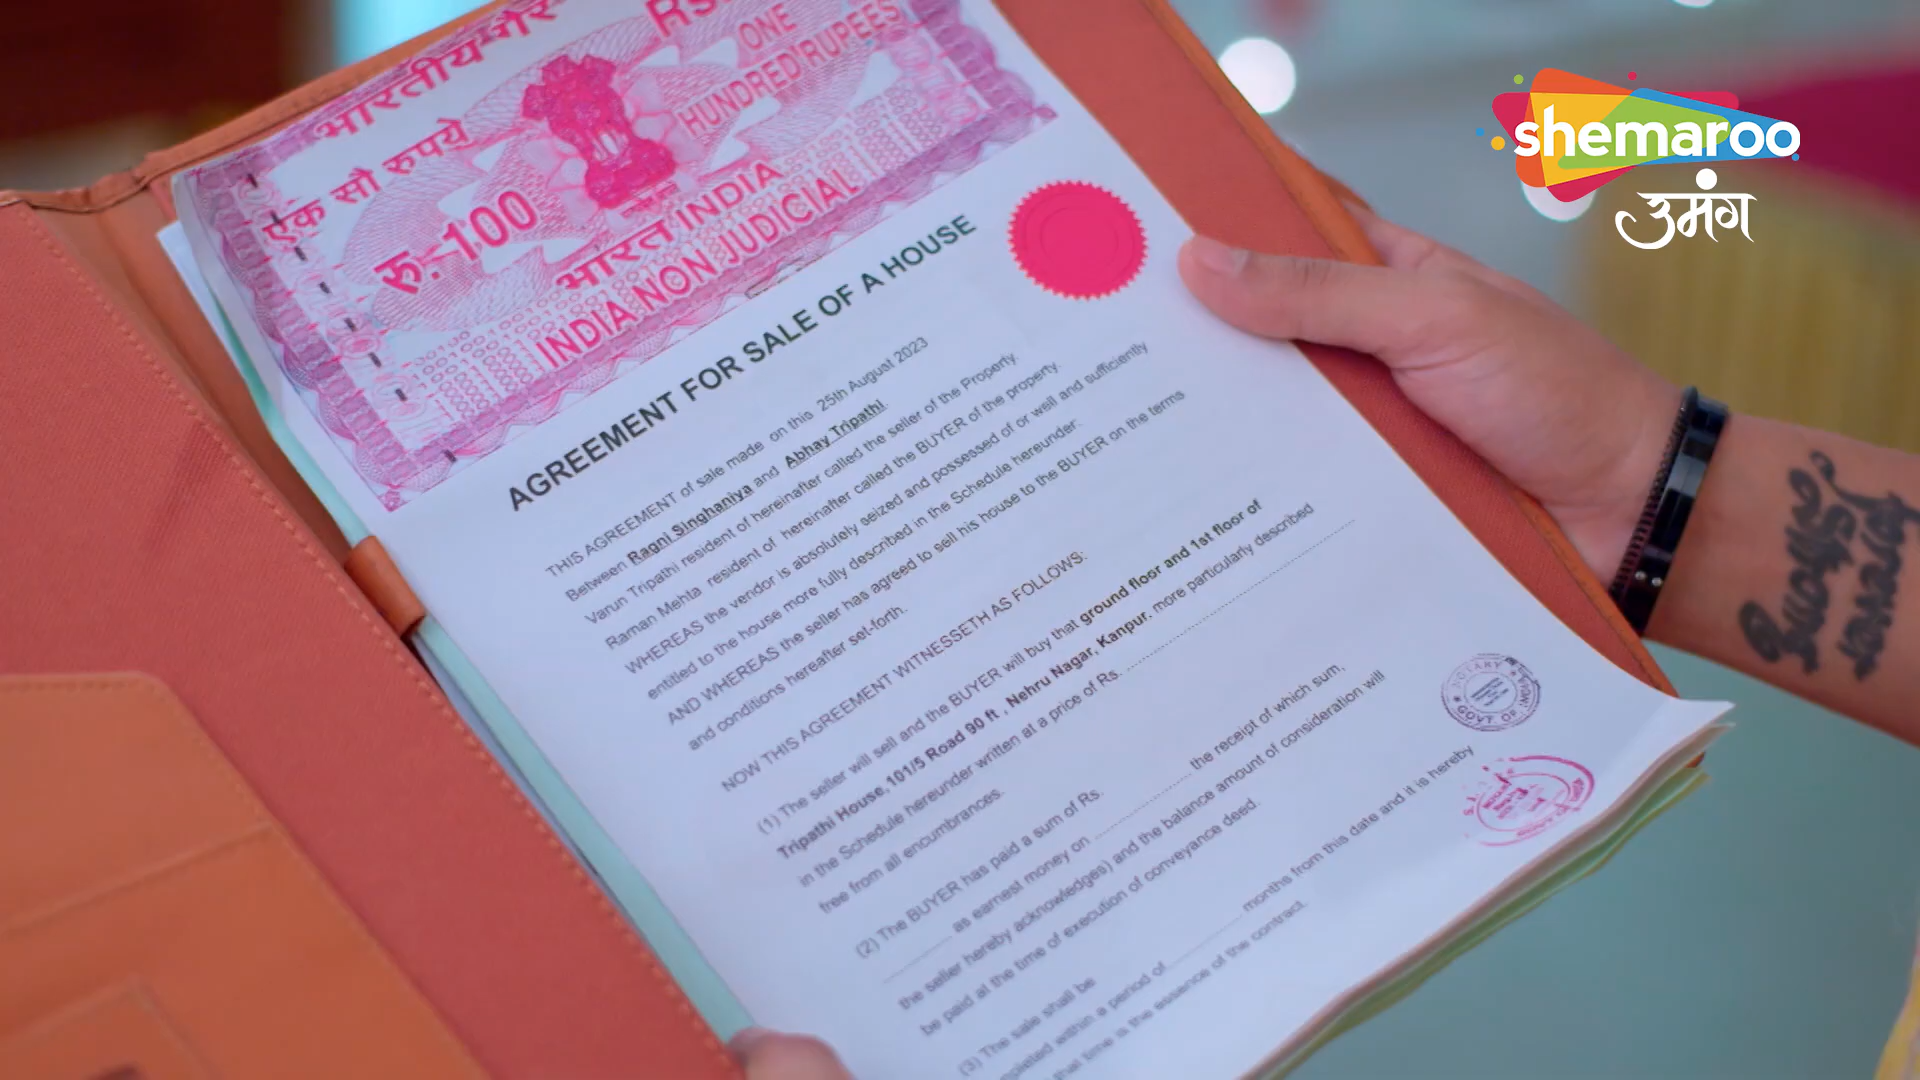 भारतीय गैर
Rs.
एक सौ रुपये
ONE
HUNDRED RUPEES
रु. 100
भारत INDIA
INDIA NON JUDICIAL
AGREEMENT FOR SALE OF A HOUSE
THIS AGREEMENT of sale made on this 25th August 2023
Between Ragni Singhaniya and Abhay Tripathi.
Varun Tripathi resident of hereinafter called the seller of the Property.
Raman Mehta resident of hereinafter called the BUYER of the property.
WHEREAS the vendor is absolutely seized and possessed of or well and sufficiently
entitled to the house more fully described in the Schedule hereunder.
AND WHEREAS the seller has agreed to sell his house to the BUYER on the terms
and conditions hereafter set-forth.
NOW THIS AGREEMENT WITNESSETH AS FOLLOWS:
(1) The seller will sell and the BUYER will buy that ground floor and 1st floor of
Tripathi House, 101/5 Road 90 ft , Nehru Nagar, Kanpur. more particularly described
in the Schedule hereunder written at a price of Rs. ........................
free from all encumbrances.
(2) The BUYER has paid a sum of Rs.
............ as earnest money on ................ the receipt of which sum,
the seller hereby acknowledges) and the balance amount of consideration will
be paid at the time of execution of conveyance deed.
(3) The sale shall be
mpleted within a period of ............ months from this date and it is hereby
that time is the essence of the contract.
NOTARY
GOVT OF
shemaroo
उमंग